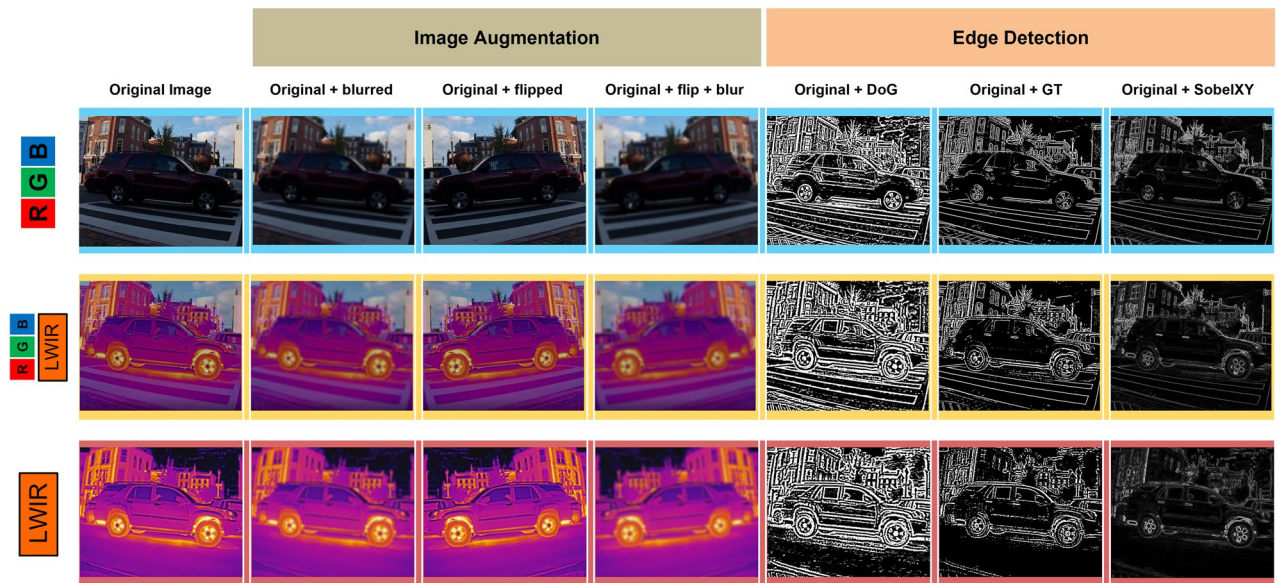 Image Augmentation
Edge Detection
Original Image
Original + blurred
Original + flipped
Original + flip + blur
Original + DoG
Original + GT
Original + SobelXY
R G B
R G B
LWIR
LWIR